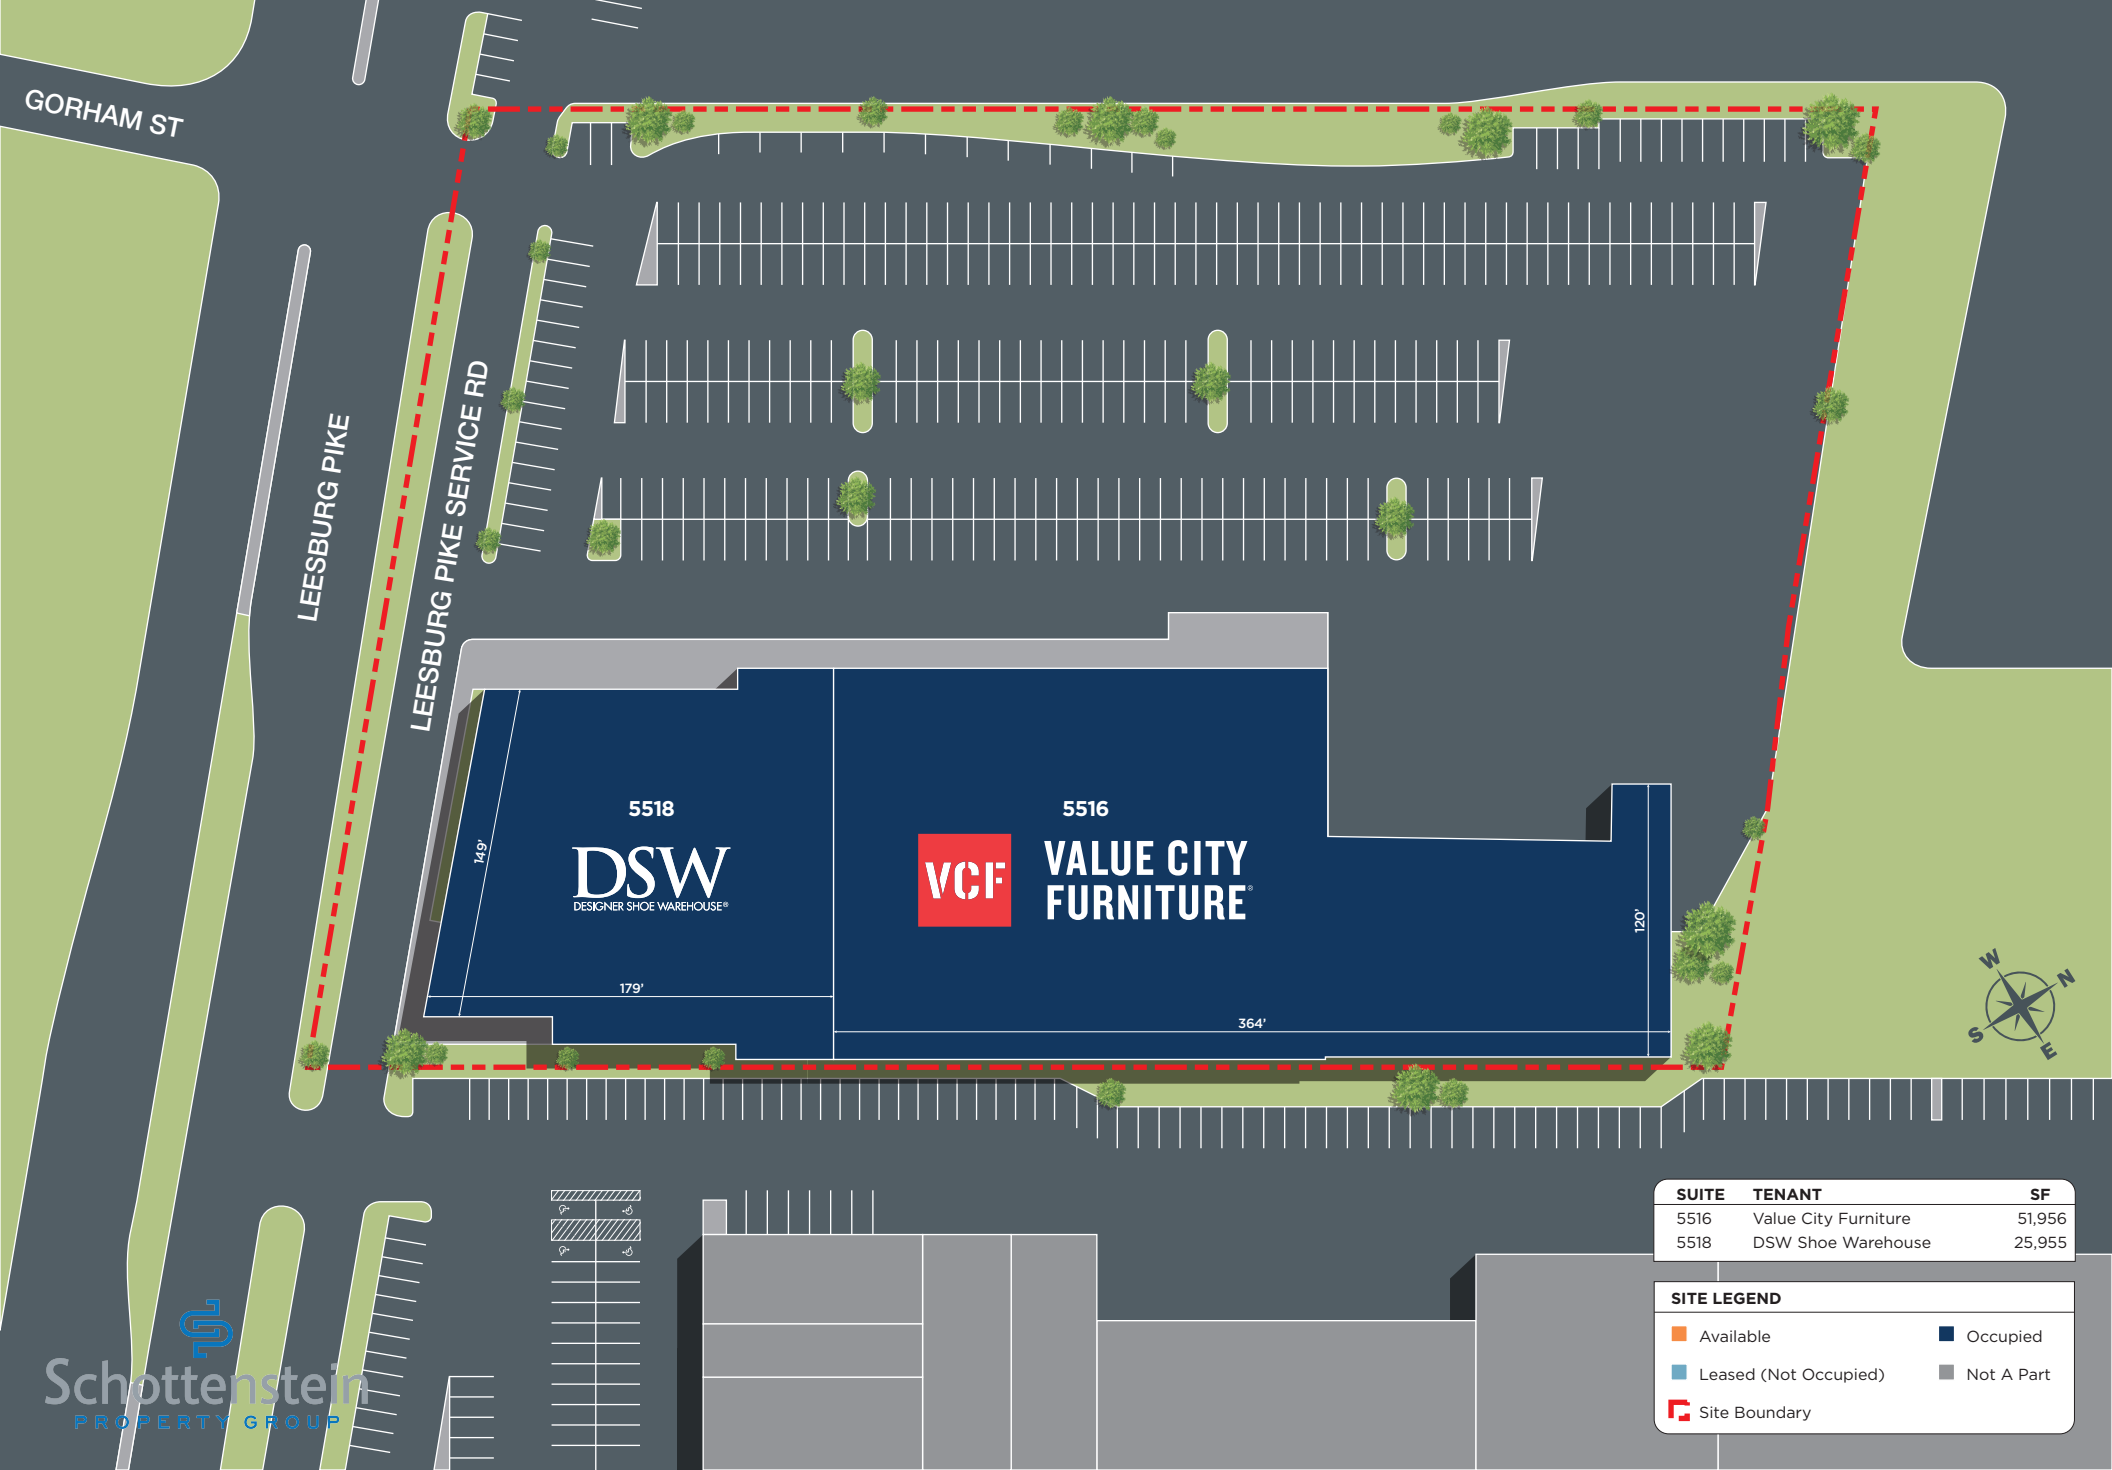 GORHAM ST
LEESBURG PIKE
LEESBURG PIKE SERVICE RD
5518
DSW
DESIGNER SHOE WAREHOUSE®
149'
179'
5516
VCF
VALUE CITY
FURNITURE®
364'
120'
W
N
S
E
SUITE TENANT SF
5516 Value City Furniture 51,956
5518 DSW Shoe Warehouse 25,955
SITE LEGEND
Available
Occupied
Leased (Not Occupied)
Not A Part
Site Boundary
Schottenstein
PROPERTY GROUP